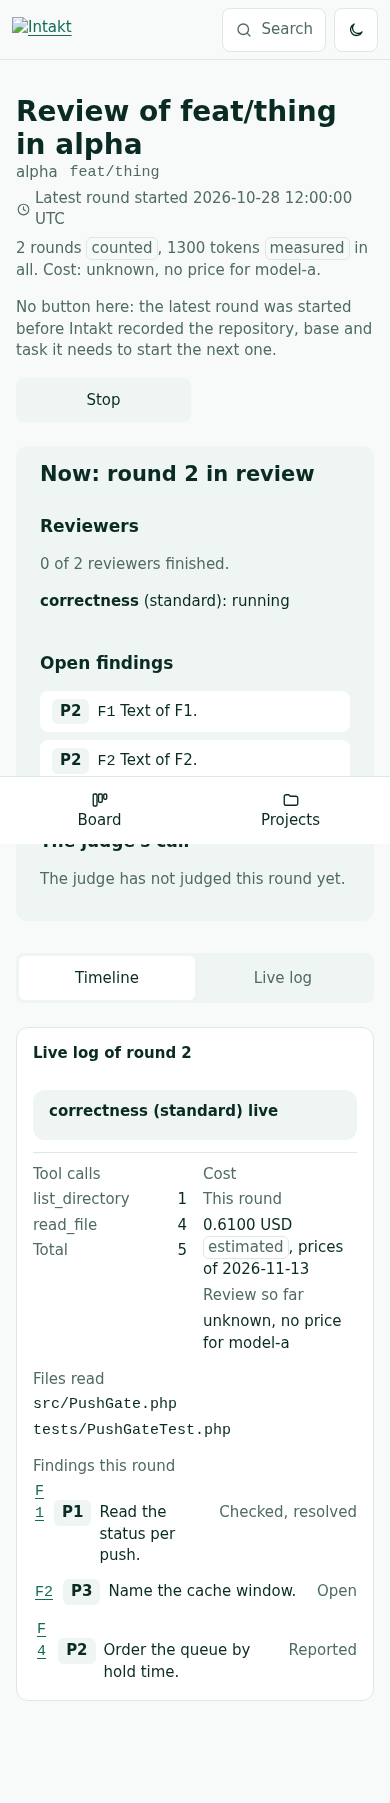 Intakt
Search
Review of feat/thing
in alpha
alpha feat/thing
Latest round started 2026-10-28 12:00:00
UTC
2 rounds counted, 1300 tokens measured in
all. Cost: unknown, no price for model-a.
No button here: the latest round was started
before Intakt recorded the repository, base and
task it needs to start the next one.
Stop
Now: round 2 in review
Reviewers
0 of 2 reviewers finished.
correctness (standard): running
Open findings
P2 F1 Text of F1.
P2 F2 Text of F2.
Board Projects
The judge's call
The judge has not judged this round yet.
Timeline Live log
Live log of round 2
correctness (standard) live
Tool calls
list_directory 1
read_file 4
Total 5
Cost
This round
0.6100 USD
estimated, prices
of 2026-11-13
Review so far
unknown, no price
for model-a
Files read
src/PushGate.php
tests/PushGateTest.php
Findings this round
F
1 P1 Read the Checked, resolved
status per
push.
F2 P3 Name the cache window. Open
F
4 P2 Order the queue by Reported
hold time.